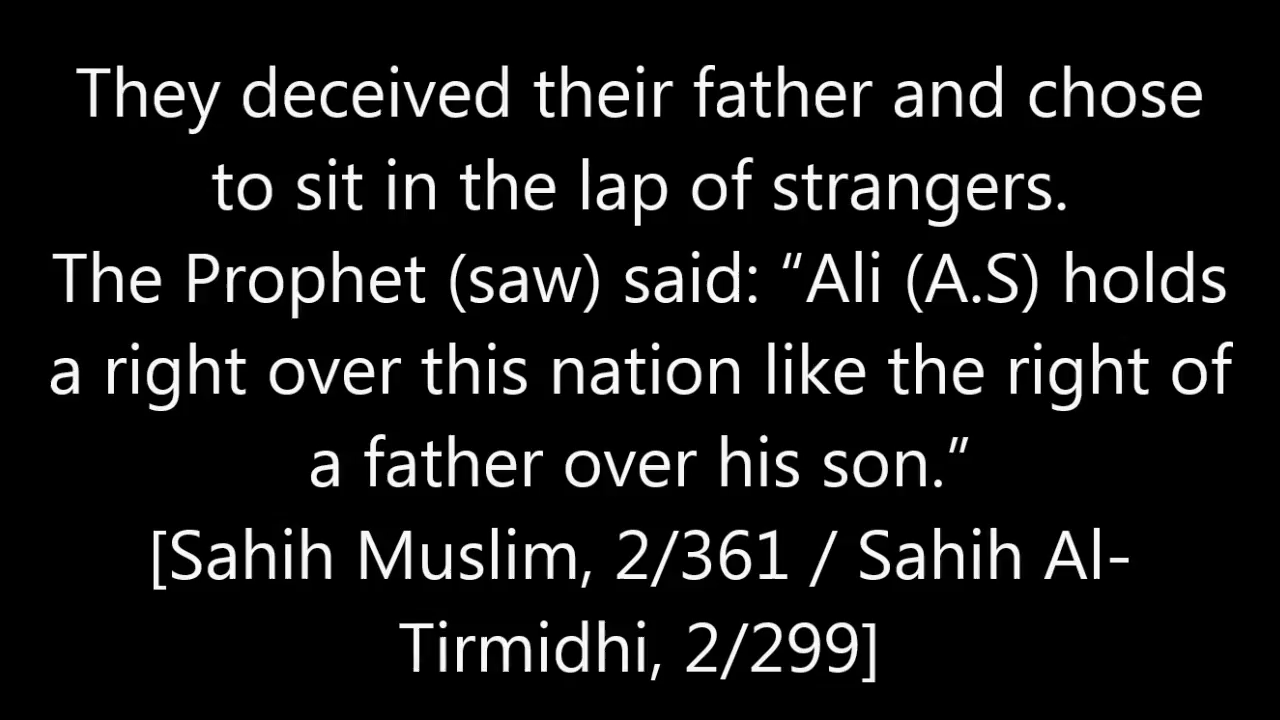 They deceived their father and chose
to sit in the lap of strangers.
The Prophet (saw) said: “Ali (A.S) holds
a right over this nation like the right of
a father over his son.”
[Sahih Muslim, 2/361 / Sahih Al-
Tirmidhi, 2/299]